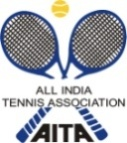 ALL INDIA
TENNIS ASSOCIATION
AITA